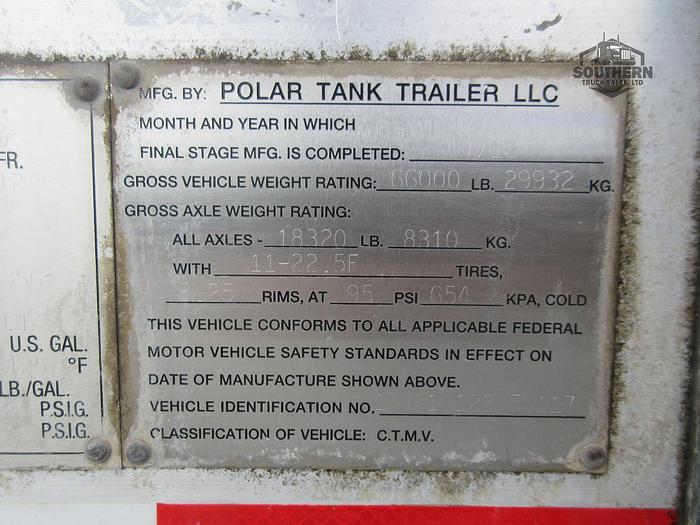 SOUTHERN
TRUCK SALES, LTD
MFG. BY: POLAR TANK TRAILER LLC
MONTH AND YEAR IN WHICH
FINAL STAGE MFG. IS COMPLETED:
GROSS VEHICLE WEIGHT RATING: 66000 LB. 29932 KG.
GROSS AXLE WEIGHT RATING:
ALL AXLES - 18320 LB. 8310 KG.
WITH 11-22.5F TIRES,
RIMS, AT 95 PSI 654 KPA, COLD
THIS VEHICLE CONFORMS TO ALL APPLICABLE FEDERAL
MOTOR VEHICLE SAFETY STANDARDS IN EFFECT ON
DATE OF MANUFACTURE SHOWN ABOVE.
VEHICLE IDENTIFICATION NO.
CLASSIFICATION OF VEHICLE: C.T.M.V.
FR.
U.S. GAL.
°F
LB./GAL.
P.S.I.G.
P.S.I.G.